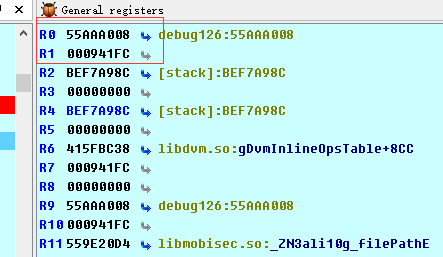 General registers
R0 55AAA008 debug126:55AAA008
R1 000941FC
R2 BEF7A98C [stack]:BEF7A98C
R3 00000000
R4 BEF7A98C [stack]:BEF7A98C
R5 00000000
R6 415FBC38 libdvm.so:gDvmInlineOpsTable+8CC
R7 000941FC
R8 00000000
R9 55AAA008 debug126:55AAA008
R10 000941FC
R11 559E20D4 libmobisec.so:_ZN3ali10g_filePathE